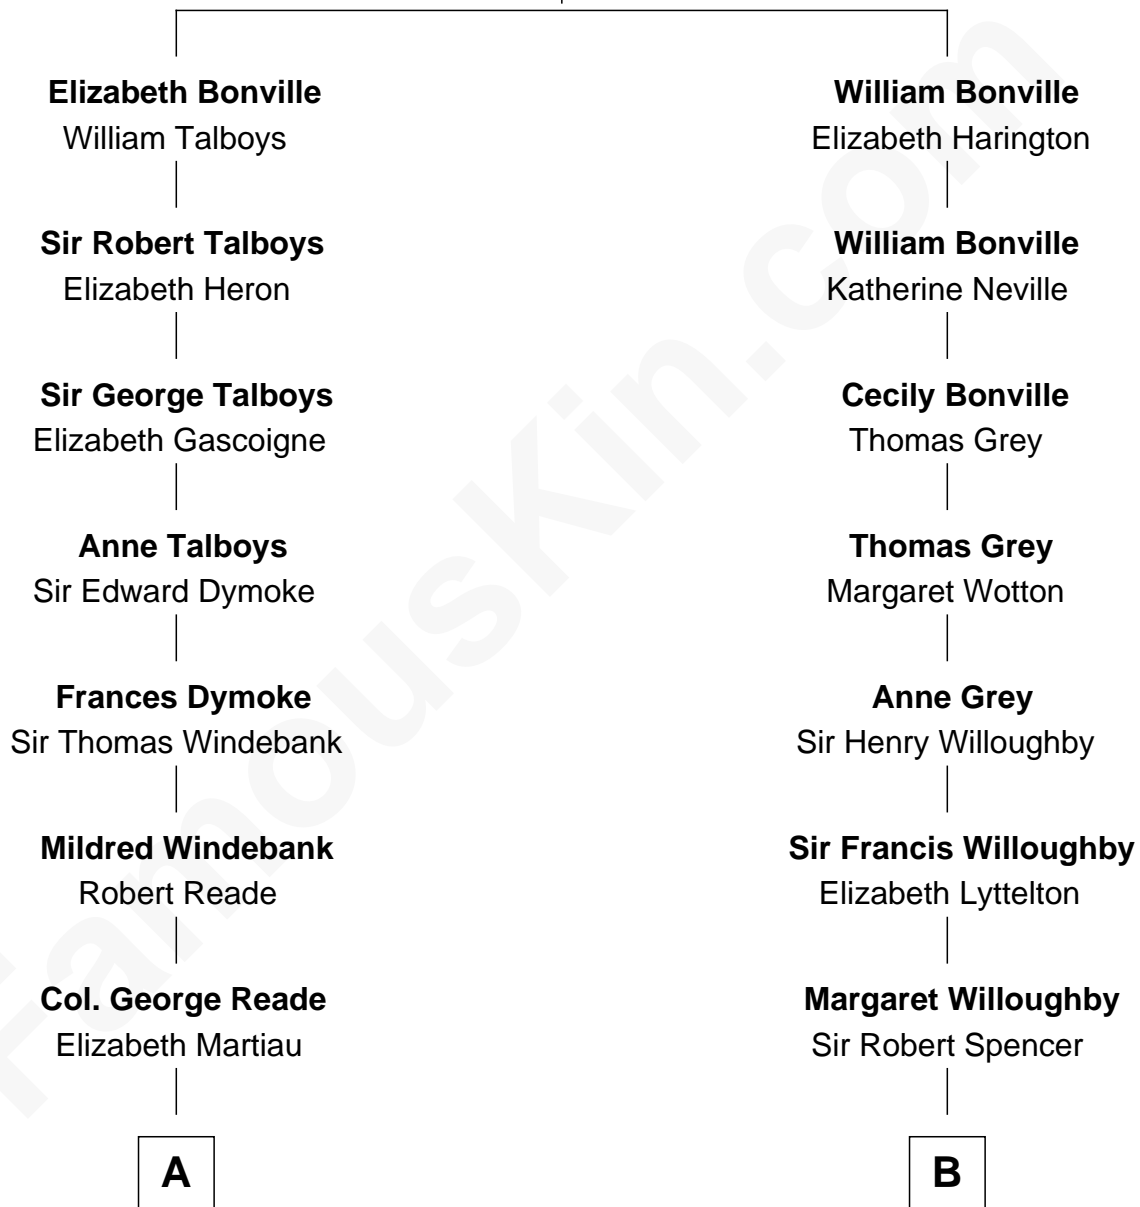 Elizabeth Bonville
William Talboys
William Bonville
Elizabeth Harington
Sir Robert Talboys
Elizabeth Heron
William Bonville
Katherine Neville
Sir George Talboys
Elizabeth Gascoigne
Cecily Bonville
Thomas Grey
Anne Talboys
Sir Edward Dymoke
Thomas Grey
Margaret Wotton
Frances Dymoke
Sir Thomas Windebank
Anne Grey
Sir Henry Willoughby
Mildred Windebank
Robert Reade
Sir Francis Willoughby
Elizabeth Lyttelton
Col. George Reade
Elizabeth Martiau
Margaret Willoughby
Sir Robert Spencer
A
B
FamousKin.com